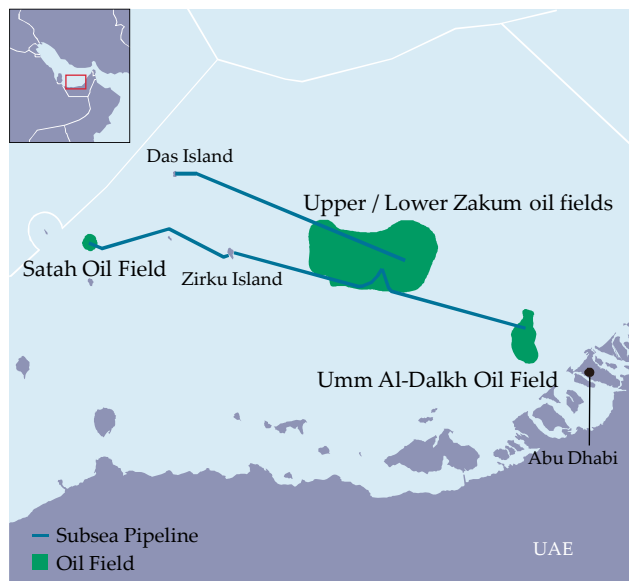 Das Island
Upper / Lower Zakum oil fields
Satah Oil Field
Zirku Island
Umm Al-Dalkh Oil Field
Abu Dhabi
Subsea Pipeline
Oil Field
UAE